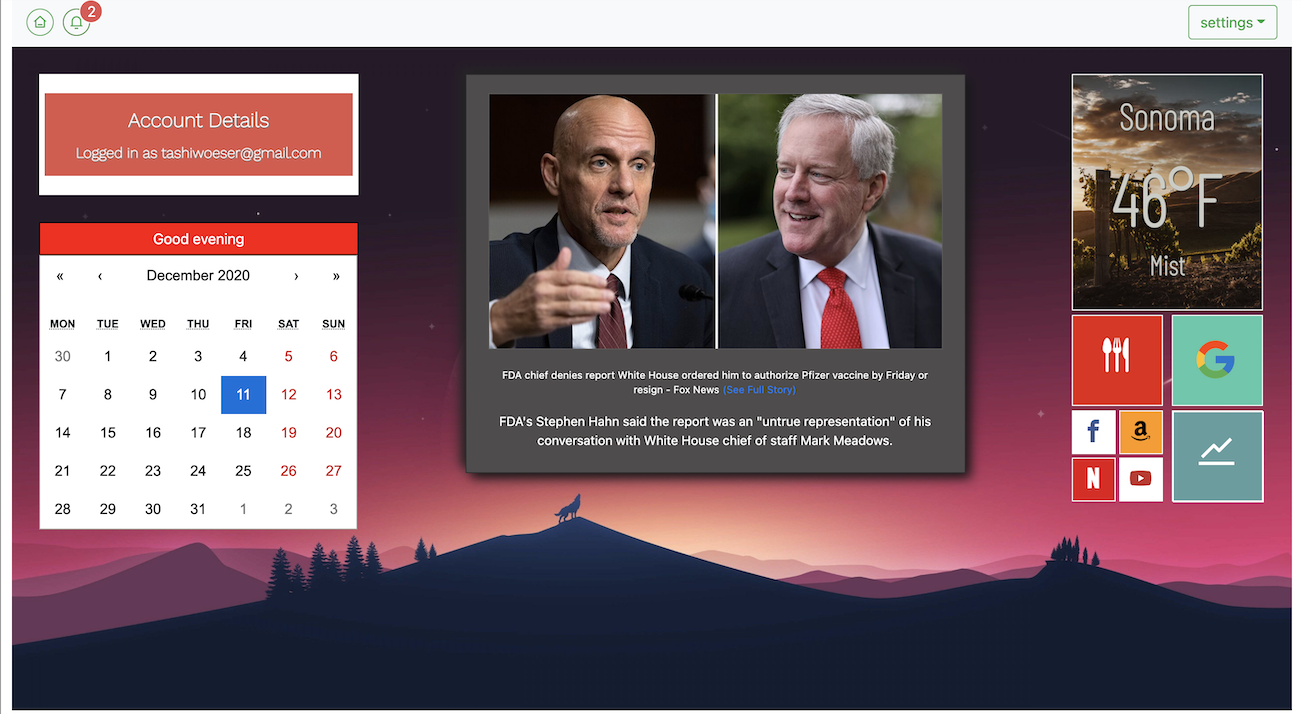 2
settings
Account Details
Logged in as tashiwoeser@gmail.com
Good evening
« ‹ December 2020 › »
MON TUE WED THU FRI SAT SUN
30 1 2 3 4 5 6
7 8 9 10 11 12 13
14 15 16 17 18 19 20
21 22 23 24 25 26 27
28 29 30 31 1 2 3
FDA chief denies report White House ordered him to authorize Pfizer vaccine by Friday or
resign - Fox News (See Full Story)
FDA's Stephen Hahn said the report was an "untrue representation" of his
conversation with White House chief of staff Mark Meadows.
Sonoma
46°F
Mist
G
f a
N